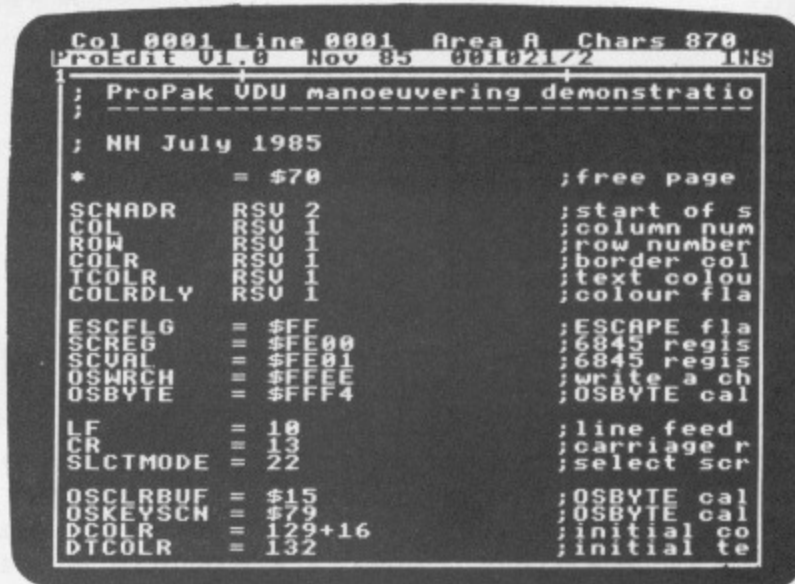 Col 0001 Line 0001 Area A Chars 870
ProEdit V1.0 Nov 85 001021/2 INS
1
; ProPak VDU manoeuvering demonstratio
; --------------------------------------
;
; NH July 1985
* = $70 ;free page
SCNADR RSV 2 ;start of s
COL RSV 1 ;column num
ROW RSV 1 ;row number
COLR RSV 1 ;border col
TCOLR RSV 1 ;text colou
COLRDLY RSV 1 ;colour fla
ESCFLG = $FF ;ESCAPE fla
SCREG = $FE00 ;6845 regis
SCVAL = $FE01 ;6845 regis
OSWRCH = $FFEE ;write a ch
OSBYTE = $FFF4 ;OSBYTE cal
LF = 10 ;line feed
CR = 13 ;carriage r
SLCTMODE = 22 ;select scr
OSCLRBUF = $15 ;OSBYTE cal
OSKEYSCN = $79 ;OSBYTE cal
DCOLR = 129+16 ;initial co
DTCOLR = 132 ;initial te